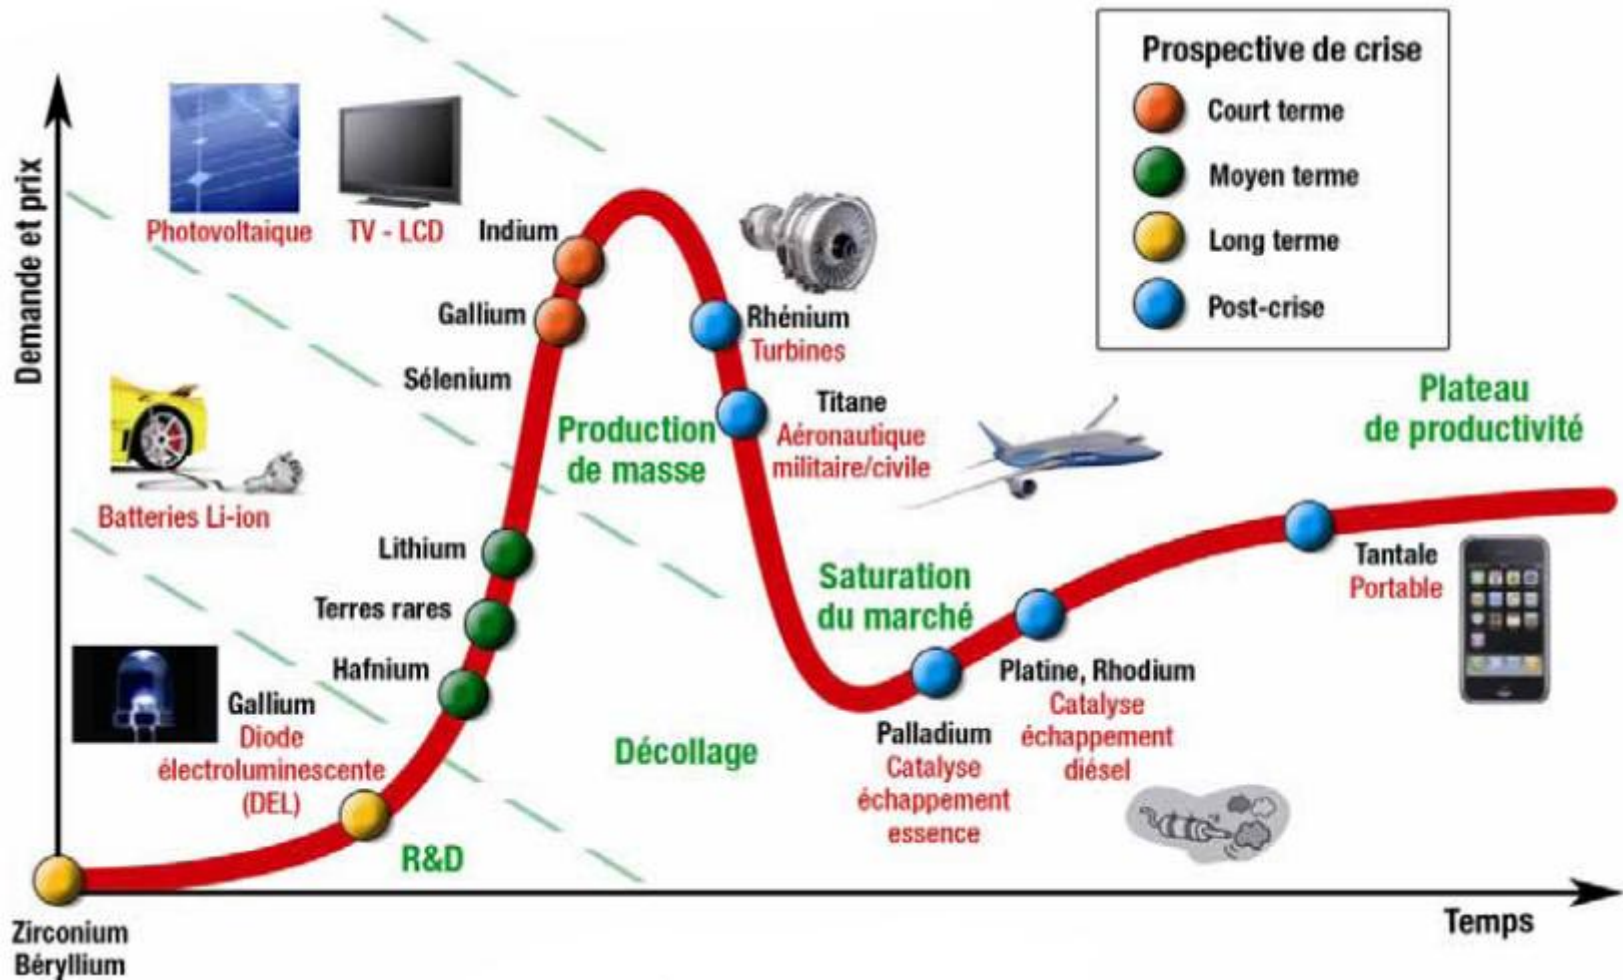 Prospective de crise
Court terme
Moyen terme
Long terme
Post-crise
Demande et prix
Photovoltaique
TV - LCD
Indium
Gallium
Sélenium
Rhénium
Turbines
Titane
Aéronautique
militaire/civile
Production
de masse
Plateau
de productivité
Batteries Li-ion
Lithium
Terres rares
Hafnium
Saturation
du marché
Tantale
Portable
Gallium
Diode
électroluminescente
(DEL)
Décollage
Palladium
Catalyse
échappement
essence
Platine, Rhodium
Catalyse
échappement
diésel
R&D
Zirconium
Béryllium
Temps